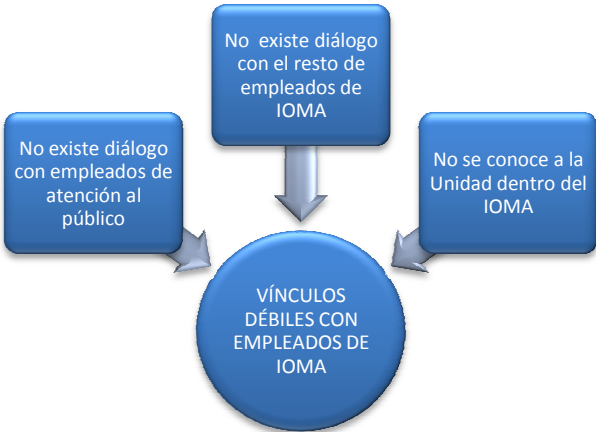 No existe diálogo
con el resto de
empleados de
IOMA
No existe diálogo
con empleados de
atención al
público
No se conoce a la
Unidad dentro del
IOMA
VÍNCULOS
DÉBILES CON
EMPLEADOS DE
IOMA